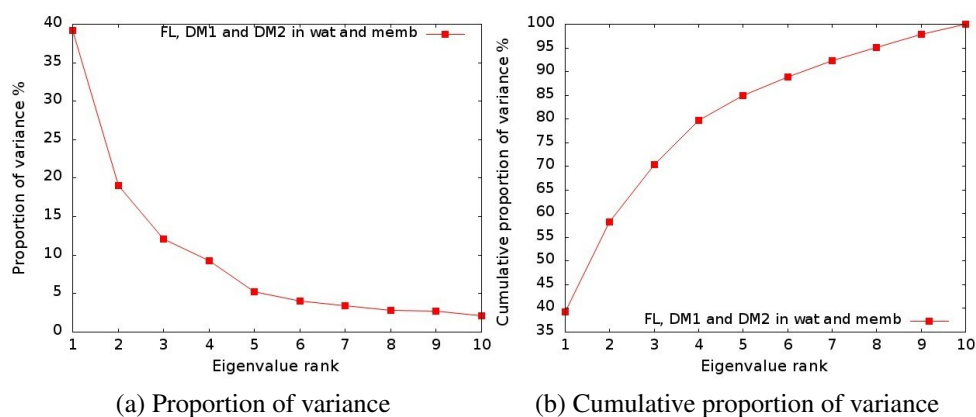 40
35
30
25
20
15
10
5
0
Proportion of variance %
FL, DM1 and DM2 in wat and memb
1 2 3 4 5 6 7 8 9 10
Eigenvalue rank
(a) Proportion of variance
100
95
90
85
80
75
70
65
60
55
50
45
40
35
Cumulative proportion of variance %
FL, DM1 and DM2 in wat and memb
1 2 3 4 5 6 7 8 9 10
Eigenvalue rank
(b) Cumulative proportion of variance